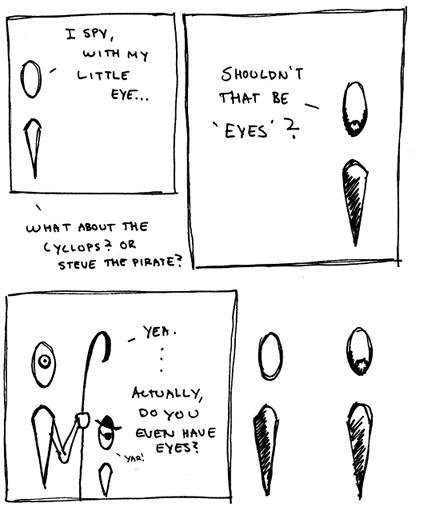 I SPY,
WITH MY
LITTLE
EYE...
SHOULDN'T
THAT BE
'EYES'?
WHAT ABOUT THE
CYCLOPS? OR
STEVE THE PIRATE?
YEA.
...
ACTUALLY,
DO YOU
EVEN HAVE
EYES?
YAR!